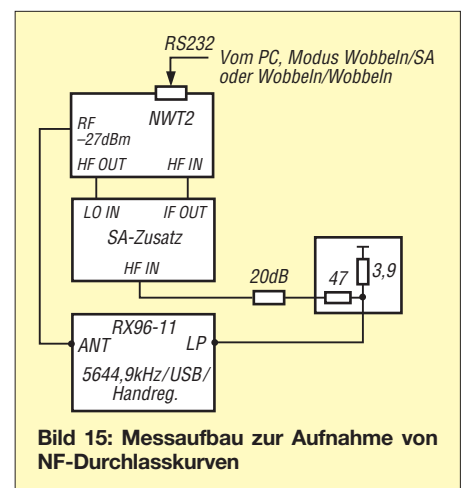 RS232
Vom PC, Modus Wobbeln/SA
oder Wobbeln/Wobbeln
NWT2
RF
–27dBm
HF OUT
HF IN
LO IN
IF OUT
SA-Zusatz
HF IN
20dB
47
3,9
RX96-11
ANT
LP
5644,9kHz/USB/
Handreg.
Bild 15: Messaufbau zur Aufnahme von
NF-Durchlasskurven